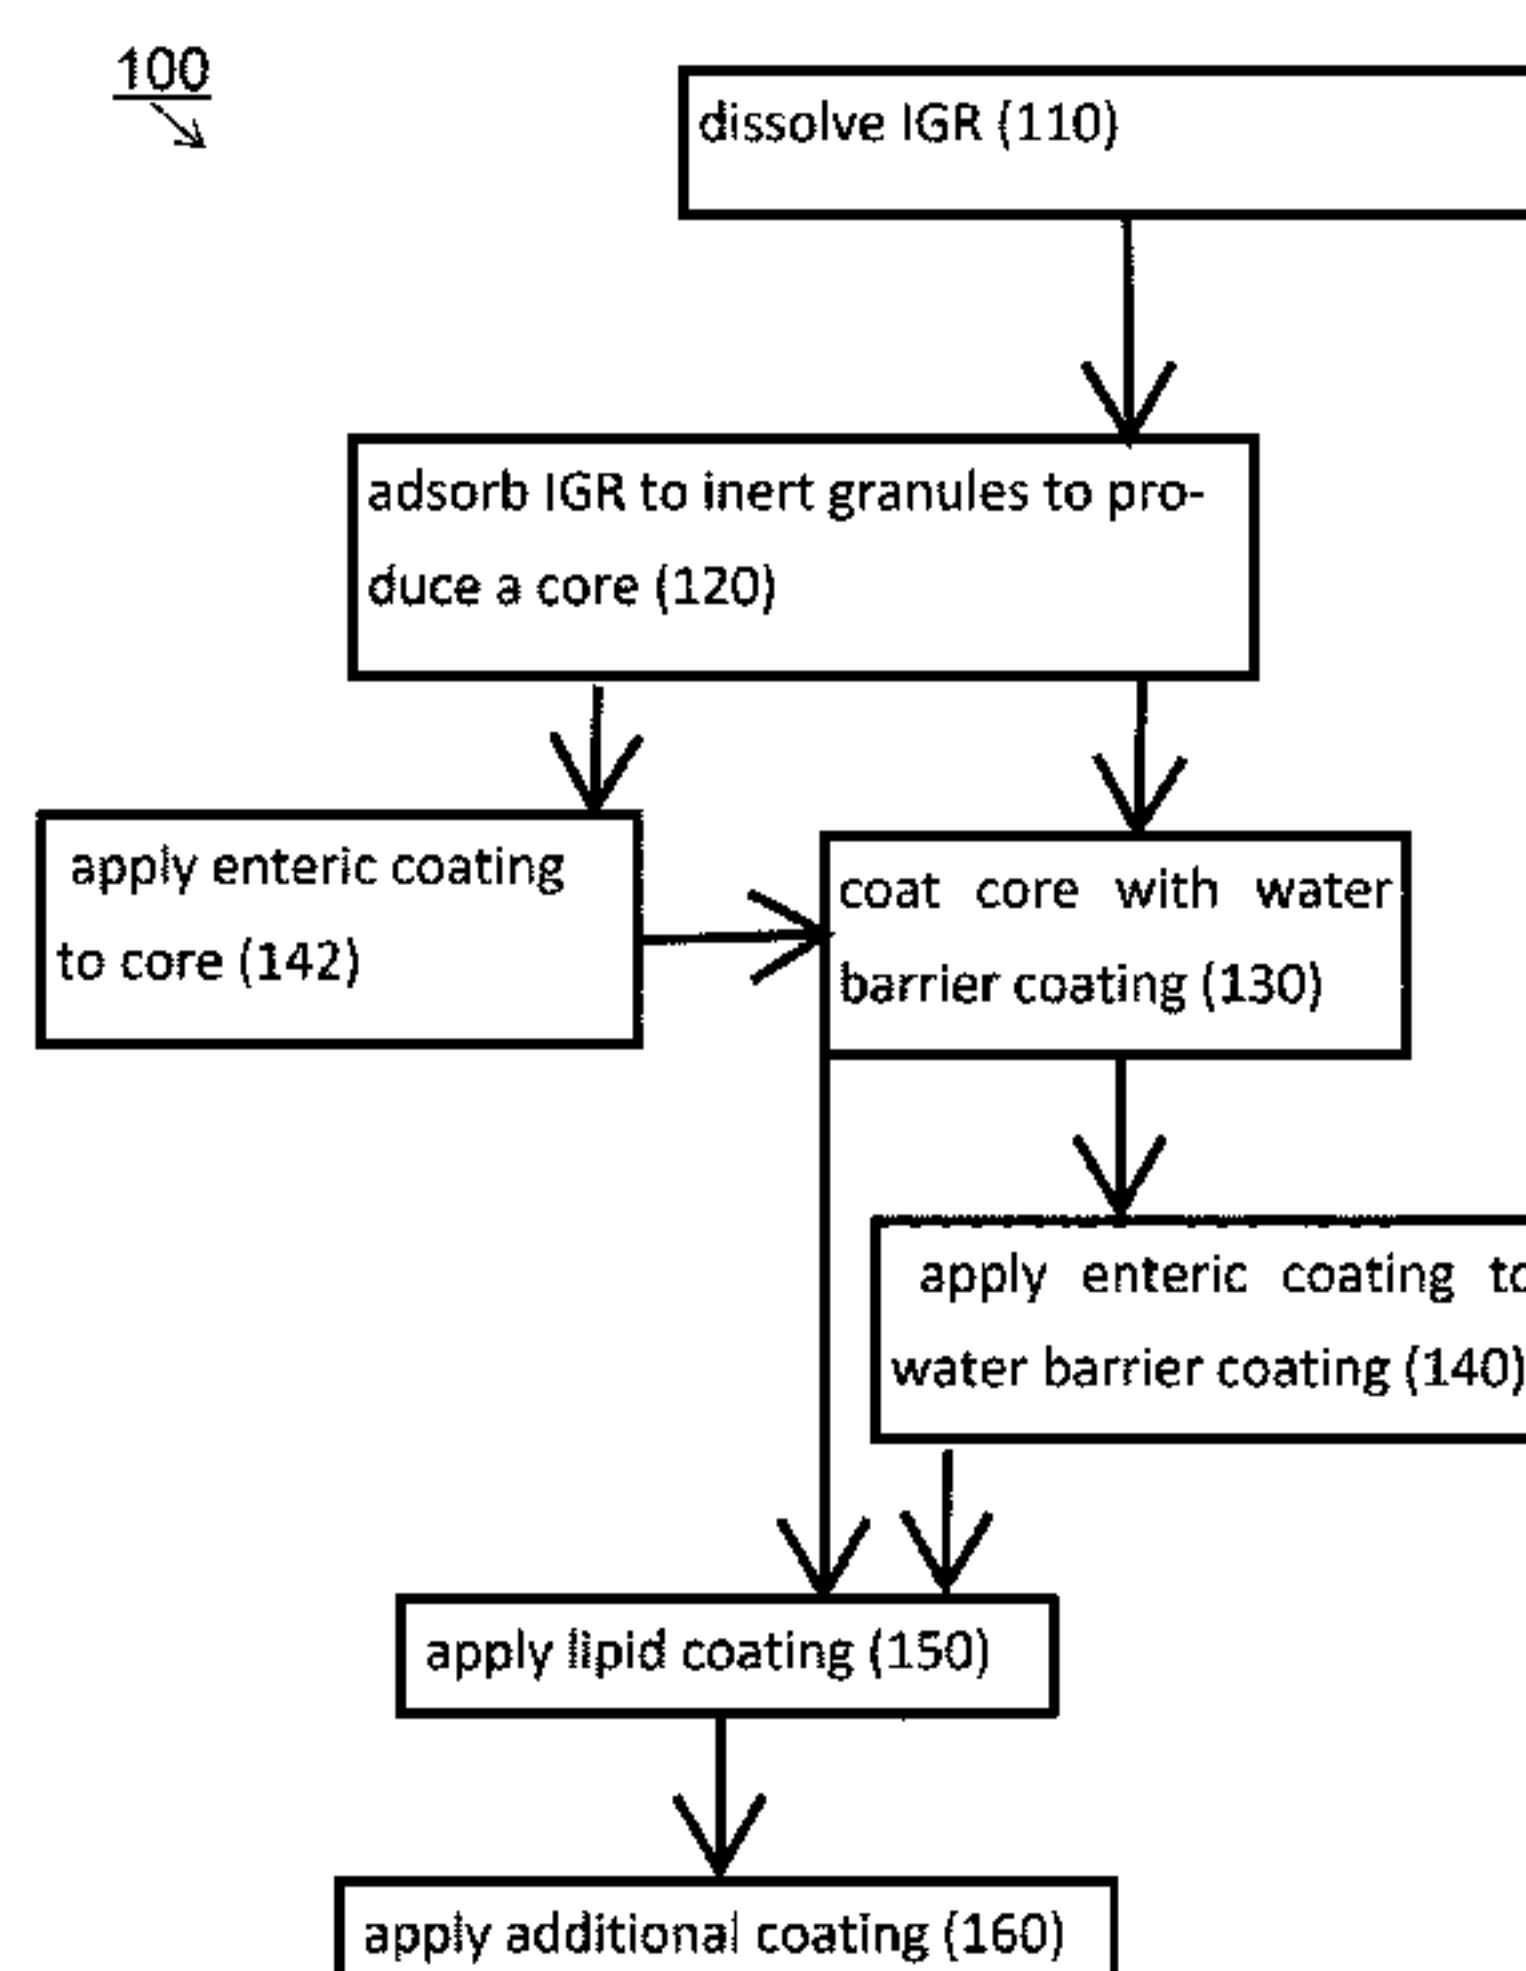 100
dissolve IGR (110)
adsorb IGR to inert granules to pro-
duce a core (120)
apply enteric coating
to core (142)
coat core with water
barrier coating (130)
apply enteric coating to
water barrier coating (140)
apply lipid coating (150)
apply additional coating (160)